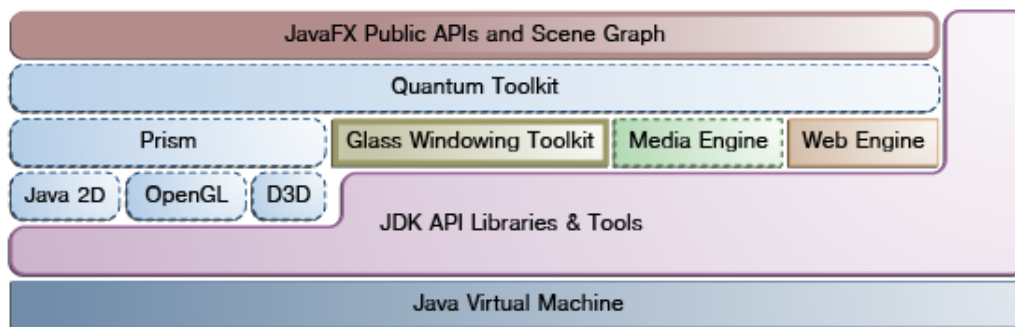 JavaFX Public APIs and Scene Graph
Quantum Toolkit
Prism
Glass Windowing Toolkit
Media Engine
Web Engine
Java 2D
OpenGL
D3D
JDK API Libraries & Tools
Java Virtual Machine